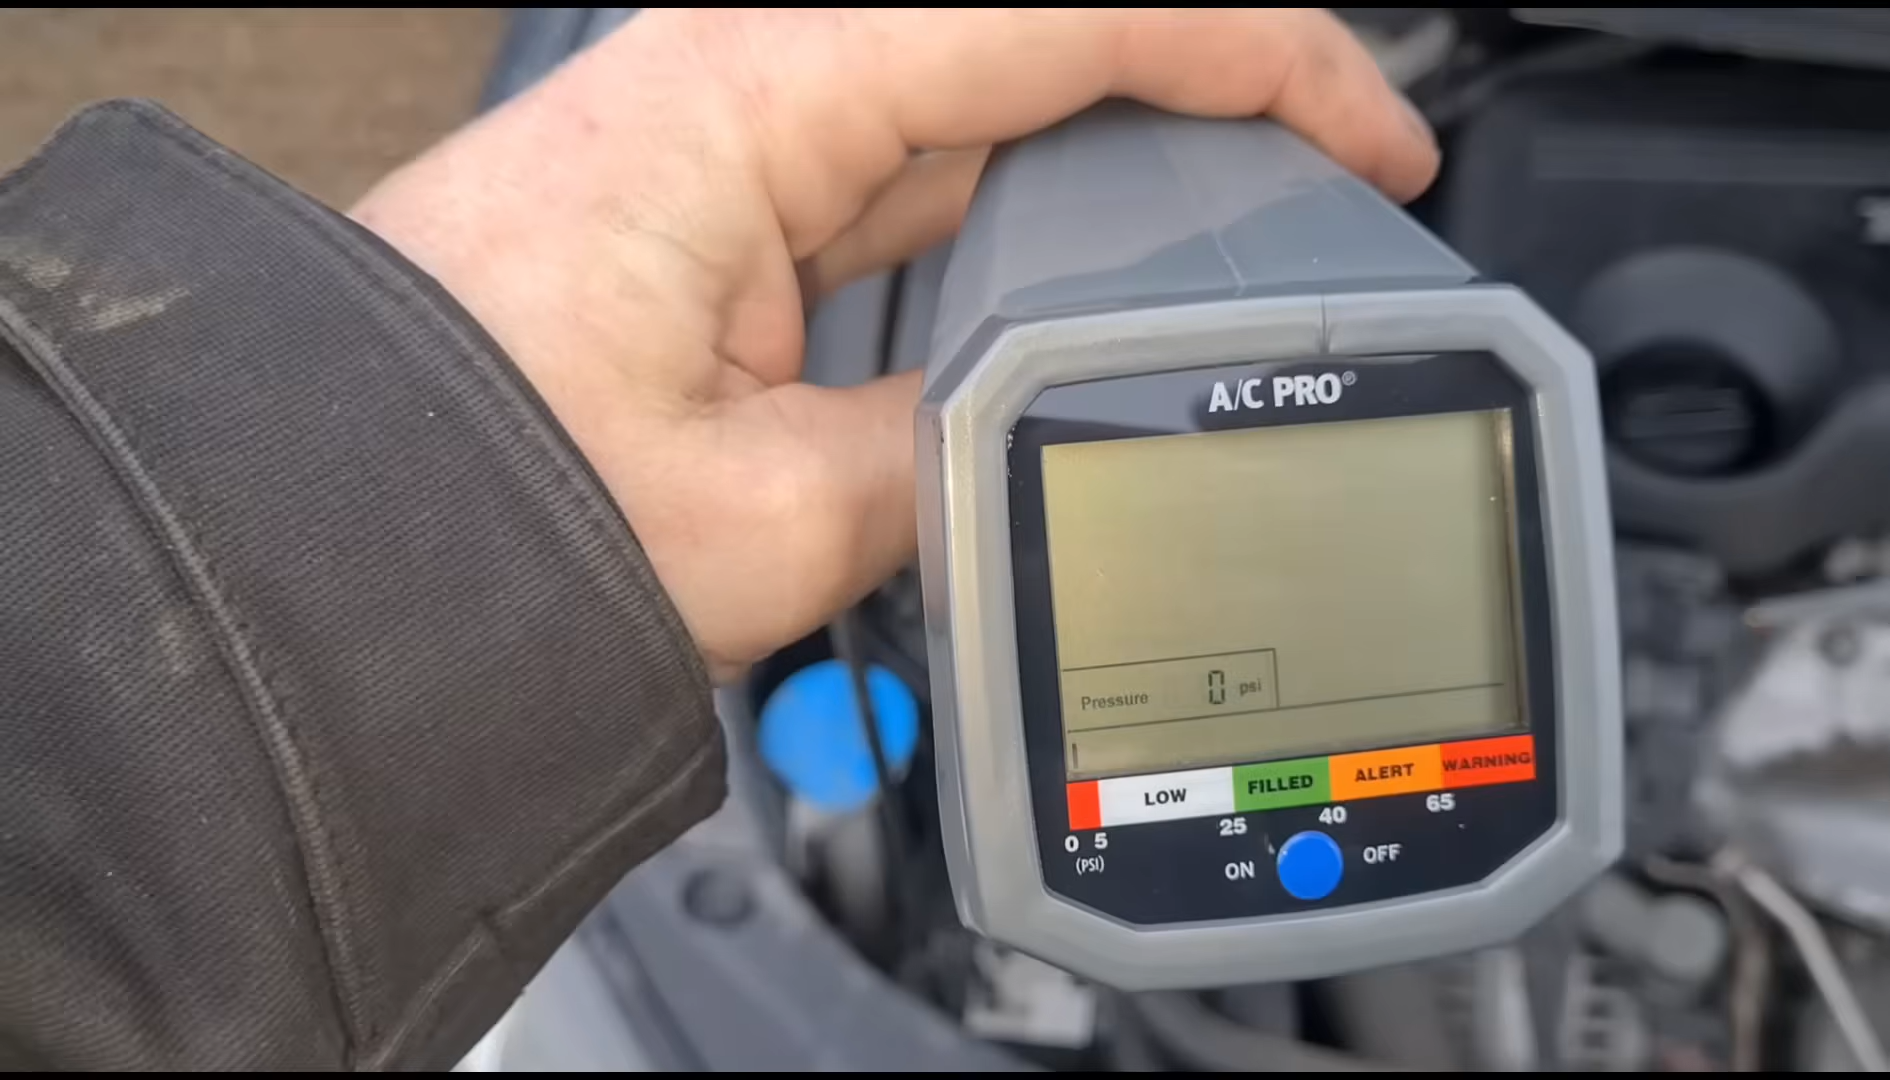 A/C PRO®
Pressure 0 psi
LOW FILLED ALERT WARNING
0 5 25 40 65
(PSI)
ON OFF